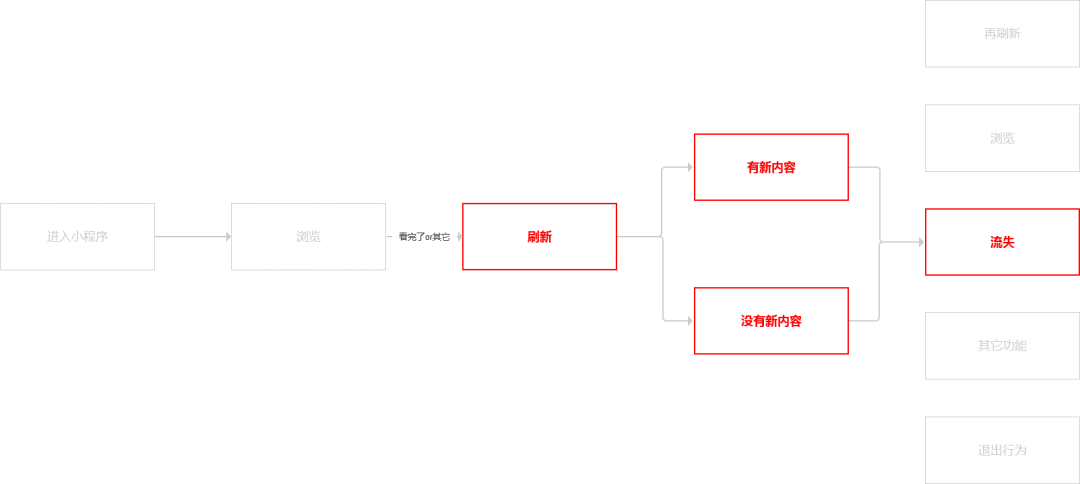 进入小程序
浏览
看完了or其它
刷新
有新内容
没有新内容
再刷新
浏览
流失
其它功能
退出行为